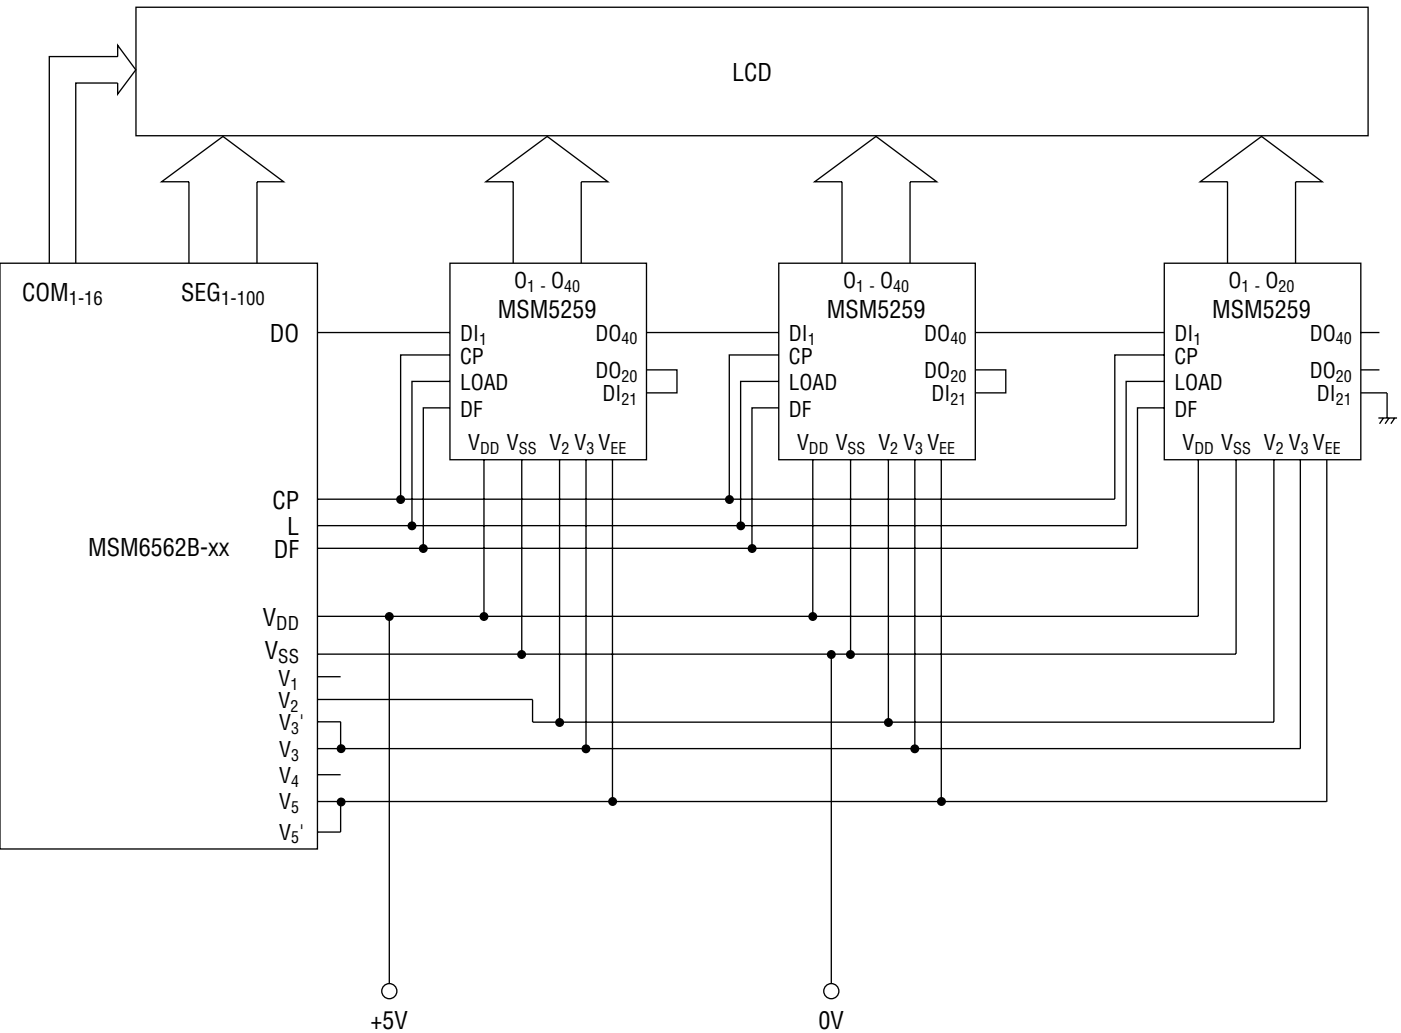 LCD
COM1-16
SEG1-100
DO
CP
L
MSM6562B-xx
DF
VDD
VSS
V1
V2
V3'
V3
V4
V5
V5'
O1 - O40
MSM5259
DI1
DO40
CP
LOAD
DO20
DI21
DF
VDD VSS V2 V3 VEE
O1 - O40
MSM5259
DI1
DO40
CP
LOAD
DO20
DI21
DF
VDD VSS V2 V3 VEE
O1 - O20
MSM5259
DI1
DO40
CP
LOAD
DO20
DI21
DF
VDD VSS V2 V3 VEE
+5V
0V